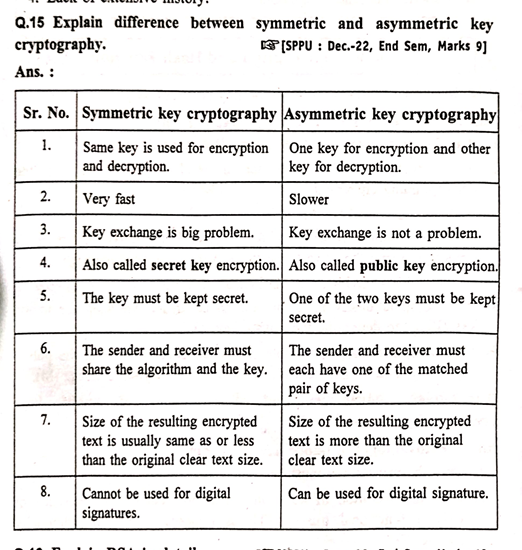 4. Lack of extensive history.
Q.15 Explain difference between symmetric and asymmetric key
cryptography. ☞[SPPU : Dec.-22, End Sem, Marks 9]
Ans. :
Sr. No. Symmetric key cryptography Asymmetric key cryptography
1. Same key is used for encryption
and decryption.
One key for encryption and other
key for decryption.
2. Very fast Slower
3. Key exchange is big problem. Key exchange is not a problem.
4. Also called secret key encryption. Also called public key encryption.
5. The key must be kept secret.
One of the two keys must be kept
secret.
6. The sender and receiver must
share the algorithm and the key.
The sender and receiver must
each have one of the matched
pair of keys.
7. Size of the resulting encrypted
text is usually same as or less
than the original clear text size.
Size of the resulting encrypted
text is more than the original
clear text size.
8. Cannot be used for digital
signatures.
Can be used for digital signature.